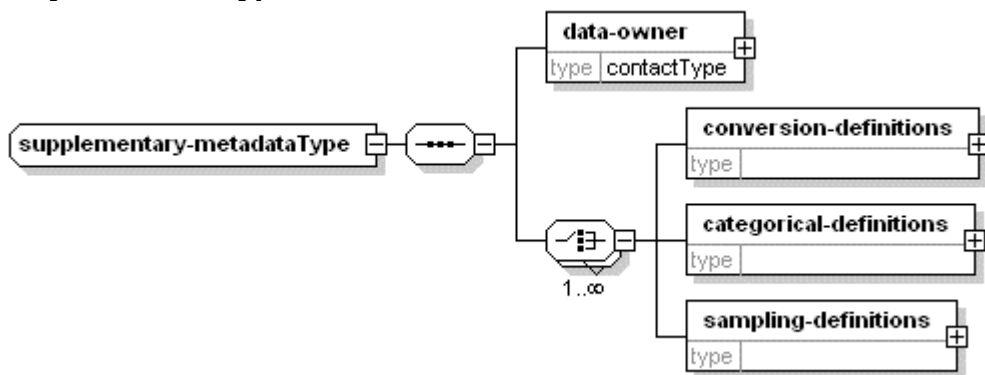 data-owner
type contactType
supplementary-metadataType
conversion-definitions
type
categorical-definitions
type
1..∞
sampling-definitions
type